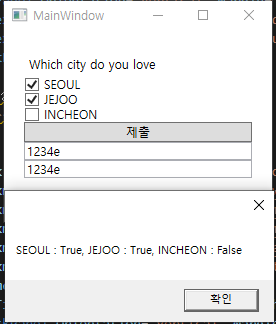 MainWindow
Which city do you love
SEOUL
JEJOO
INCHEON
제출
1234e
1234e
SEOUL : True, JEJOO : True, INCHEON : False
확인